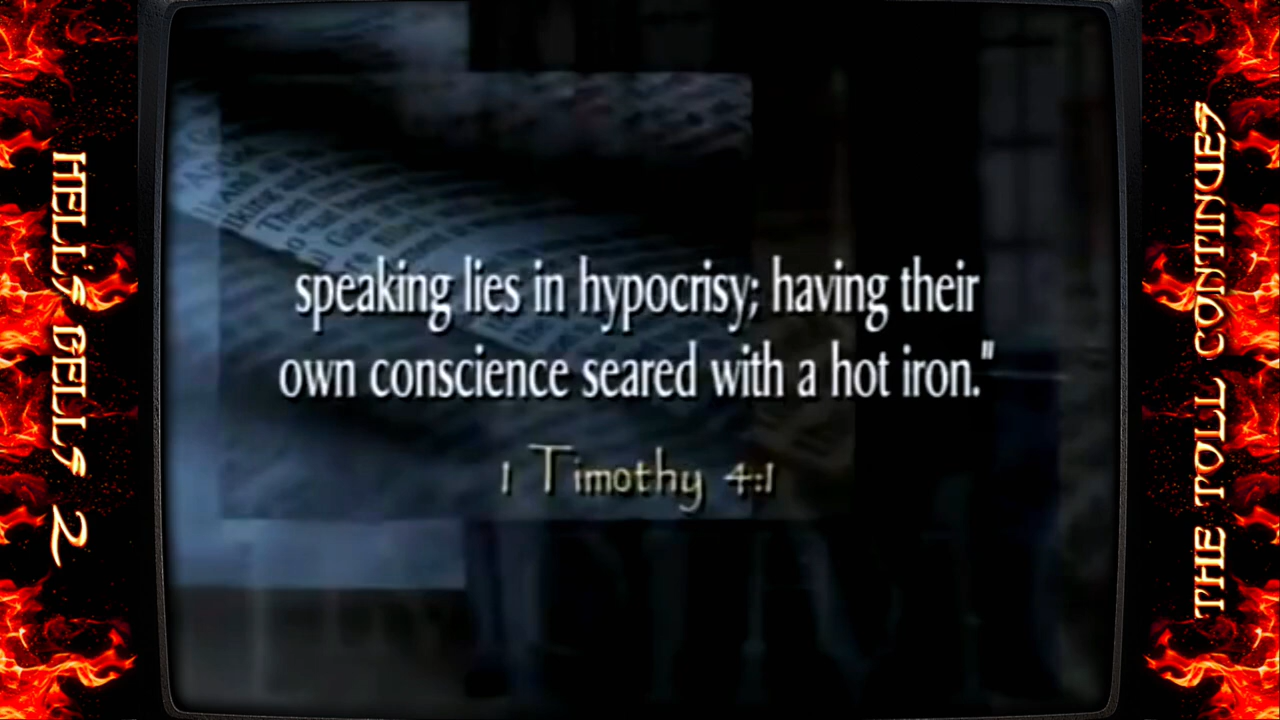 HELL'S BELLS 2
speaking lies in hypocrisy; having their
own conscience seared with a hot iron."
1 Timothy 4:1
THE TOLL CONTINUES